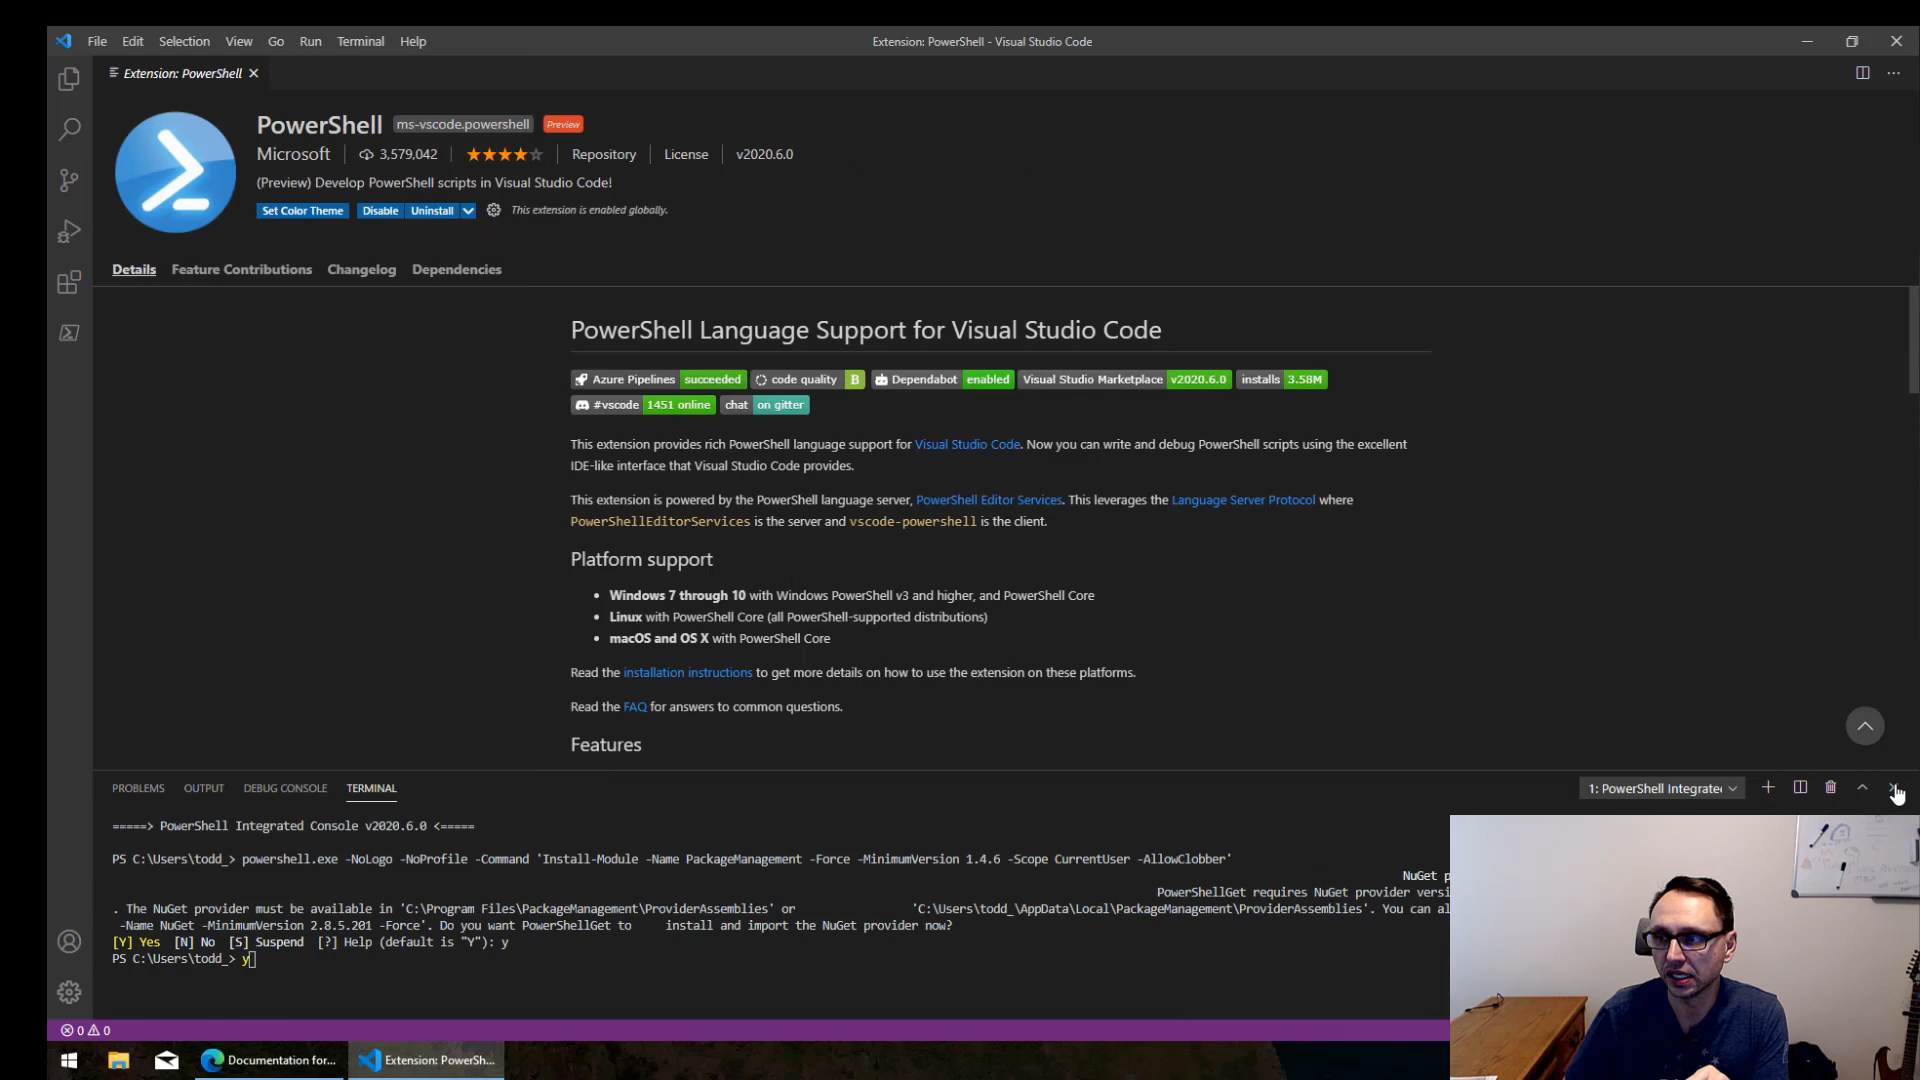 File Edit Selection View Go Run Terminal Help
Extension: PowerShell - Visual Studio Code
Extension: PowerShell
PowerShell ms-vscode.powershell Preview
Microsoft 3,579,042 Repository License v2020.6.0
(Preview) Develop PowerShell scripts in Visual Studio Code!
Set Color Theme Disable Uninstall This extension is enabled globally.
Details Feature Contributions Changelog Dependencies
PowerShell Language Support for Visual Studio Code
Azure Pipelines succeeded code quality B Dependabot enabled Visual Studio Marketplace v2020.6.0 installs 3.58M
#vscode 1451 online chat on gitter
This extension provides rich PowerShell language support for Visual Studio Code. Now you can write and debug PowerShell scripts using the excellent
IDE-like interface that Visual Studio Code provides.
This extension is powered by the PowerShell language server, PowerShell Editor Services. This leverages the Language Server Protocol where
PowerShellEditorServices is the server and vscode-powershell is the client.
Platform support
• Windows 7 through 10 with Windows PowerShell v3 and higher, and PowerShell Core
• Linux with PowerShell Core (all PowerShell-supported distributions)
• macOS and OS X with PowerShell Core
Read the installation instructions to get more details on how to use the extension on these platforms.
Read the FAQ for answers to common questions.
Features
PROBLEMS OUTPUT DEBUG CONSOLE TERMINAL
1: PowerShell Integrate
=====> PowerShell Integrated Console v2020.6.0 <=====
PS C:\Users\todd_> powershell.exe -NoLogo -NoProfile -Command 'Install-Module -Name PackageManagement -Force -MinimumVersion 1.4.6 -Scope CurrentUser -AllowClobber'
NuGet p
PowerShellGet requires NuGet provider versi
. The NuGet provider must be available in 'C:\Program Files\PackageManagement\ProviderAssemblies' or 'C:\Users\todd_\AppData\Local\PackageManagement\ProviderAssemblies'. You can al
-Name NuGet -MinimumVersion 2.8.5.201 -Force'. Do you want PowerShellGet to install and import the NuGet provider now?
[Y] Yes [N] No [S] Suspend [?] Help (default is "Y"): y
PS C:\Users\todd_> y
0 0
Documentation for... Extension: PowerSh...